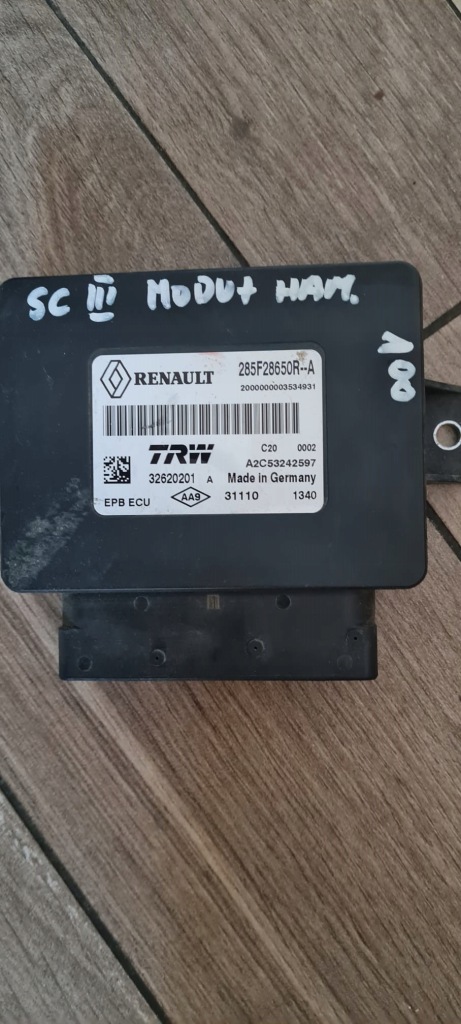 SC III MODUŁ HAM.
100
RENAULT 285F28650R--A
2000000003534931
TRW C20 0002
A2C53242597
32620201 A Made in Germany
EPB ECU AA9 31110 1340